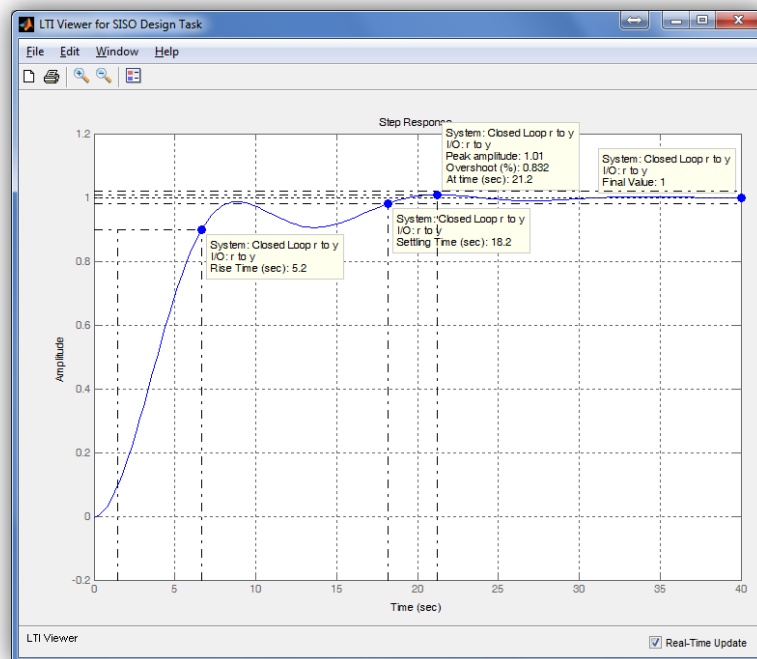 LTI Viewer for SISO Design Task
File Edit Window Help
Step Response
System: Closed Loop r to y
I/O: r to y
Peak amplitude: 1.01
Overshoot (%): 0.832
At time (sec): 21.2
System: Closed Loop r to y
I/O: r to y
Final Value: 1
System: Closed Loop r to y
I/O: r to y
Settling Time (sec): 18.2
System: Closed Loop r to y
I/O: r to y
Rise Time (sec): 5.2
1.2
1
0.8
0.6
0.4
0.2
0
-0.2
Amplitude
0 5 10 15 20 25 30 35 40
Time (sec)
LTI Viewer
Real-Time Update